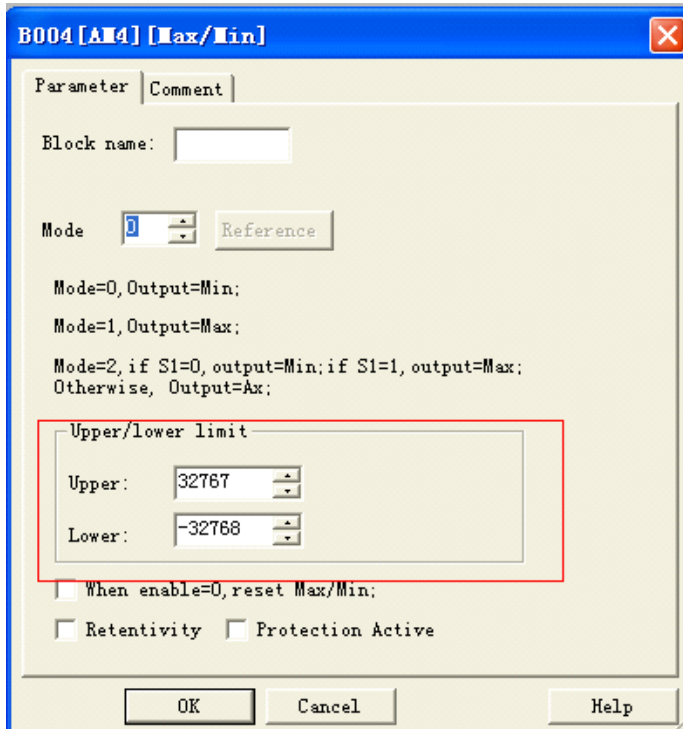 B004[AM4][Max/Min]
Parameter
Comment
Block name:
Mode 0 Reference
Mode=0,Output=Min;
Mode=1,Output=Max;
Mode=2,if S1=0,output=Min;if S1=1,output=Max;
Otherwise, Output=Ax;
Upper/lower limit
Upper: 32767
Lower: -32768
When enable=0,reset Max/Min;
Retentivity Protection Active
OK Cancel Help